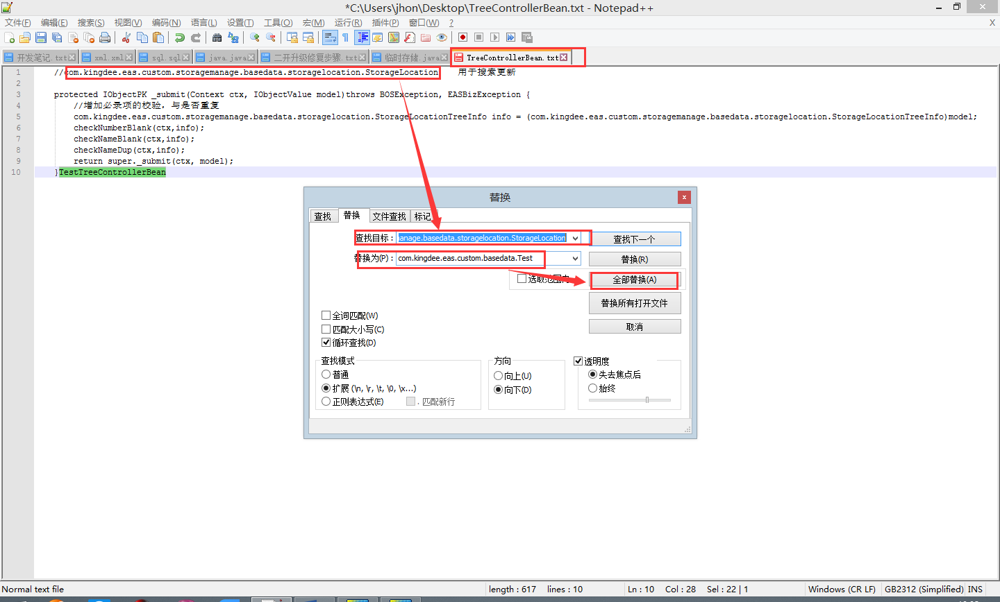 *C:\Users\jhon\Desktop\TreeControllerBean.txt - Notepad++
文件(F) 编辑(E) 搜索(S) 视图(V) 编码(N) 语言(L) 设置(T) 工具(O) 宏(M) 运行(R) 插件(P) 窗口(W) ? X
开发笔记.txt xml.xml sql.sql java.java 二开升级修复步骤.txt 临时存储.java TreeControllerBean.txt
1 //com.kingdee.eas.custom.storagemanage.basedata.storagelocation.StorageLocation 用于搜索更新
2
3 protected IObjectPK _submit(Context ctx, IObjectValue model)throws BOSException, EASBizException {
4 //增加必录项的校验，与是否重复
5 com.kingdee.eas.custom.storagemanage.basedata.storagelocation.StorageLocationTreeInfo info = (com.kingdee.eas.custom.storagemanage.basedata.storagelocation.StorageLocationTreeInfo)model;
6 checkNumberBlank(ctx,info);
7 checkNameBlank(ctx,info);
8 checkNameDup(ctx,info);
9 return super._submit(ctx, model);
10 }TestTreeControllerBean
替换
查找 替换 文件查找 标记
查找目标： anage.basedata.storagelocation.StorageLocation 查找下一个
替换为(P)： com.kingdee.eas.custom.basedata.Test 替换(R)
选取范围内 全部替换(A)
替换所有打开文件
全词匹配(W)
取消
匹配大小写(C)
循环查找(D)
查找模式 方向 透明度
普通 向上(U) 失去焦点后
扩展 (\n, \r, \t, \0, \x...) 向下(D) 始终
正则表达式(E) . 匹配新行
Normal text file length : 617 lines : 10 Ln : 10 Col : 28 Sel : 22 | 1 Windows (CR LF) GB2312 (Simplified) INS